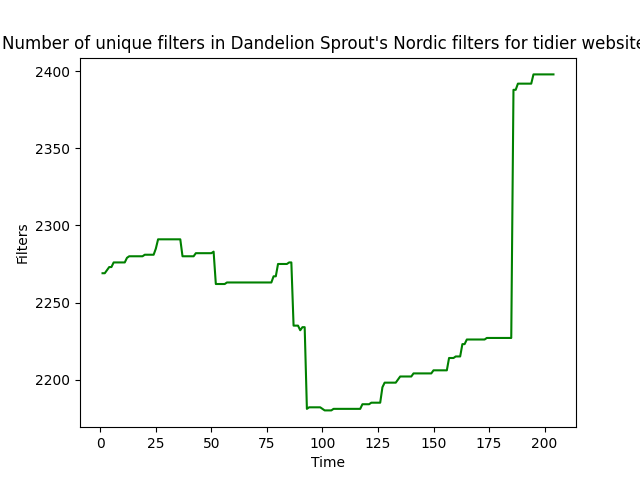 Number of unique filters in Dandelion Sprout's Nordic filters for tidier website
Filters
2400
2350
2300
2250
2200
0 25 50 75 100 125 150 175 200
Time